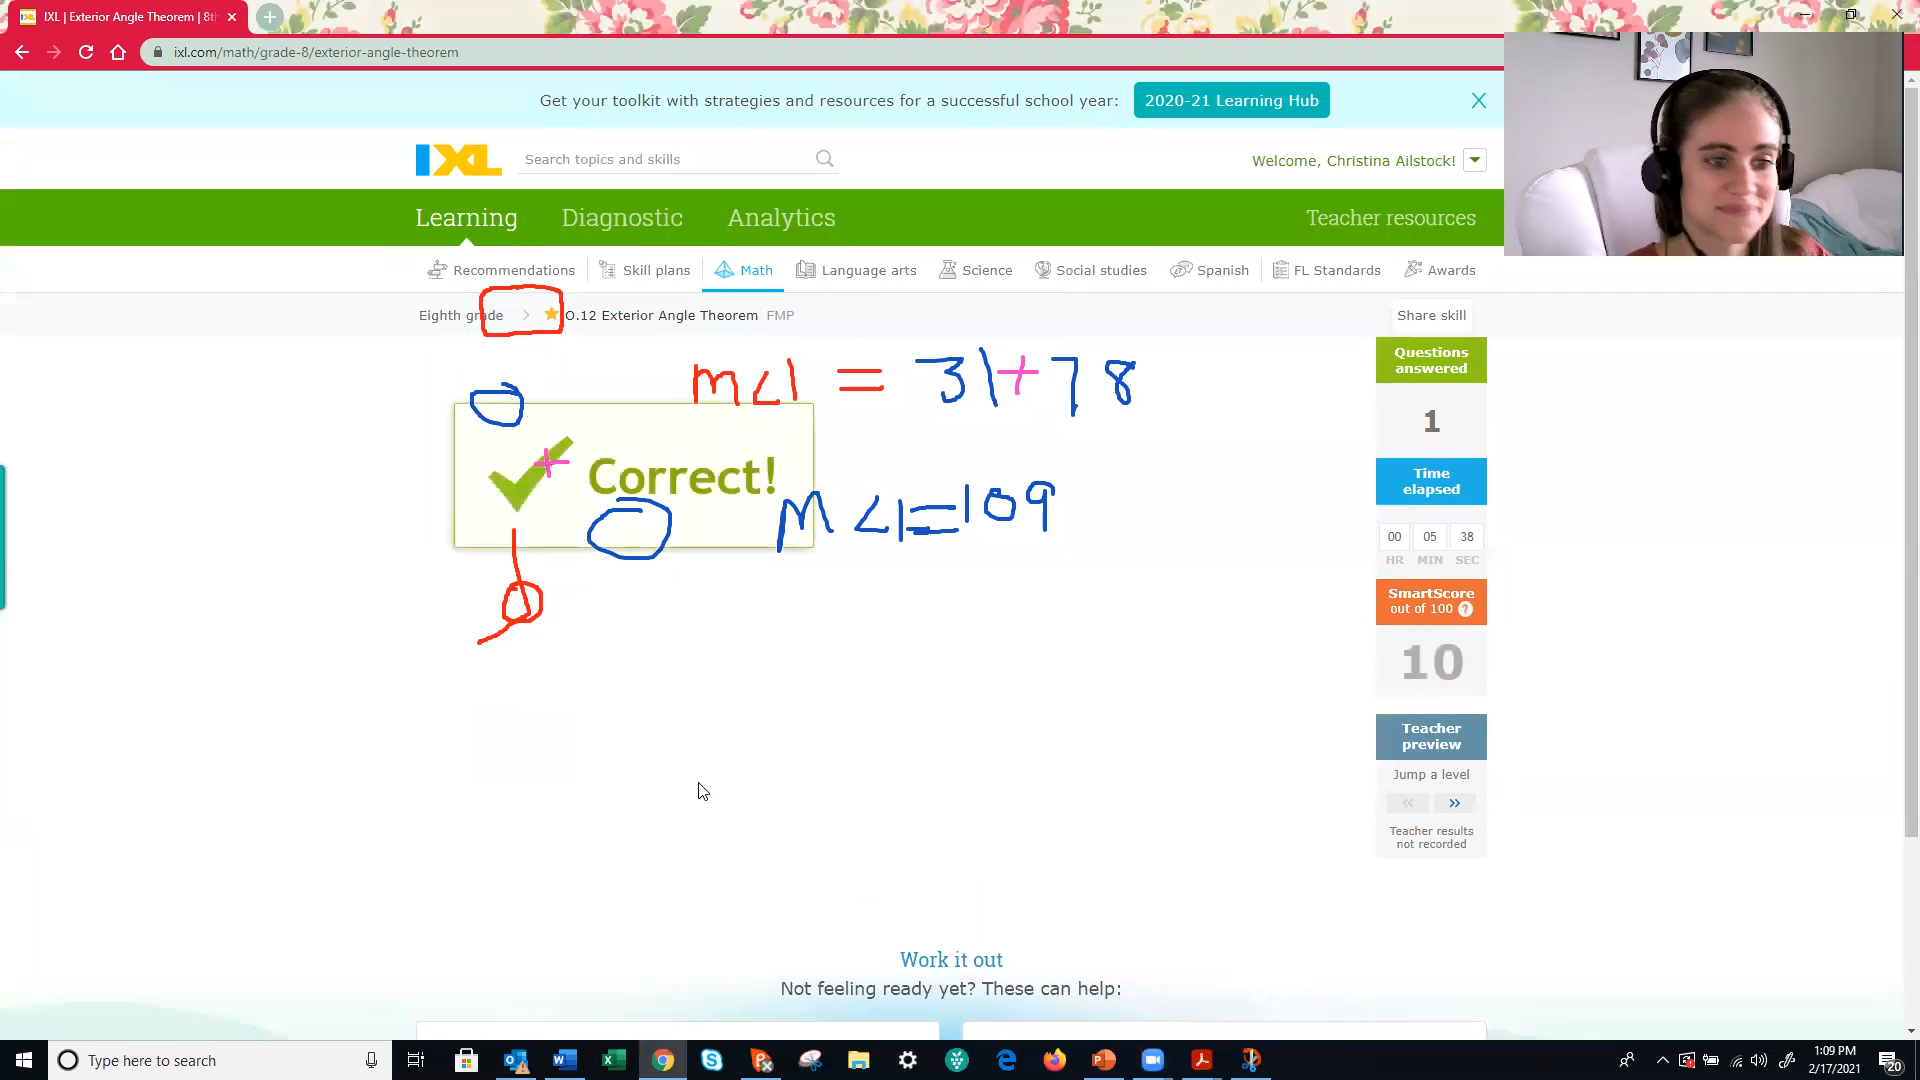 IXL | Exterior Angle Theorem | 8th
ixl.com/math/grade-8/exterior-angle-theorem
Get your toolkit with strategies and resources for a successful school year: 2020-21 Learning Hub
IXL
Search topics and skills
Welcome, Christina Ailstock!
Learning Diagnostic Analytics Teacher resources
Recommendations Skill plans Math Language arts Science Social studies Spanish FL Standards Awards
Eighth grade > O.12 Exterior Angle Theorem FMP
Share skill
m∠1 = 31+78
Correct!
m∠1=109
Questions
answered
1
Time
elapsed
00 05 38
HR MIN SEC
SmartScore
out of 100 ?
10
Teacher
preview
Jump a level
Teacher results
not recorded
Work it out
Not feeling ready yet? These can help:
Type here to search
1:09 PM
2/17/2021
20